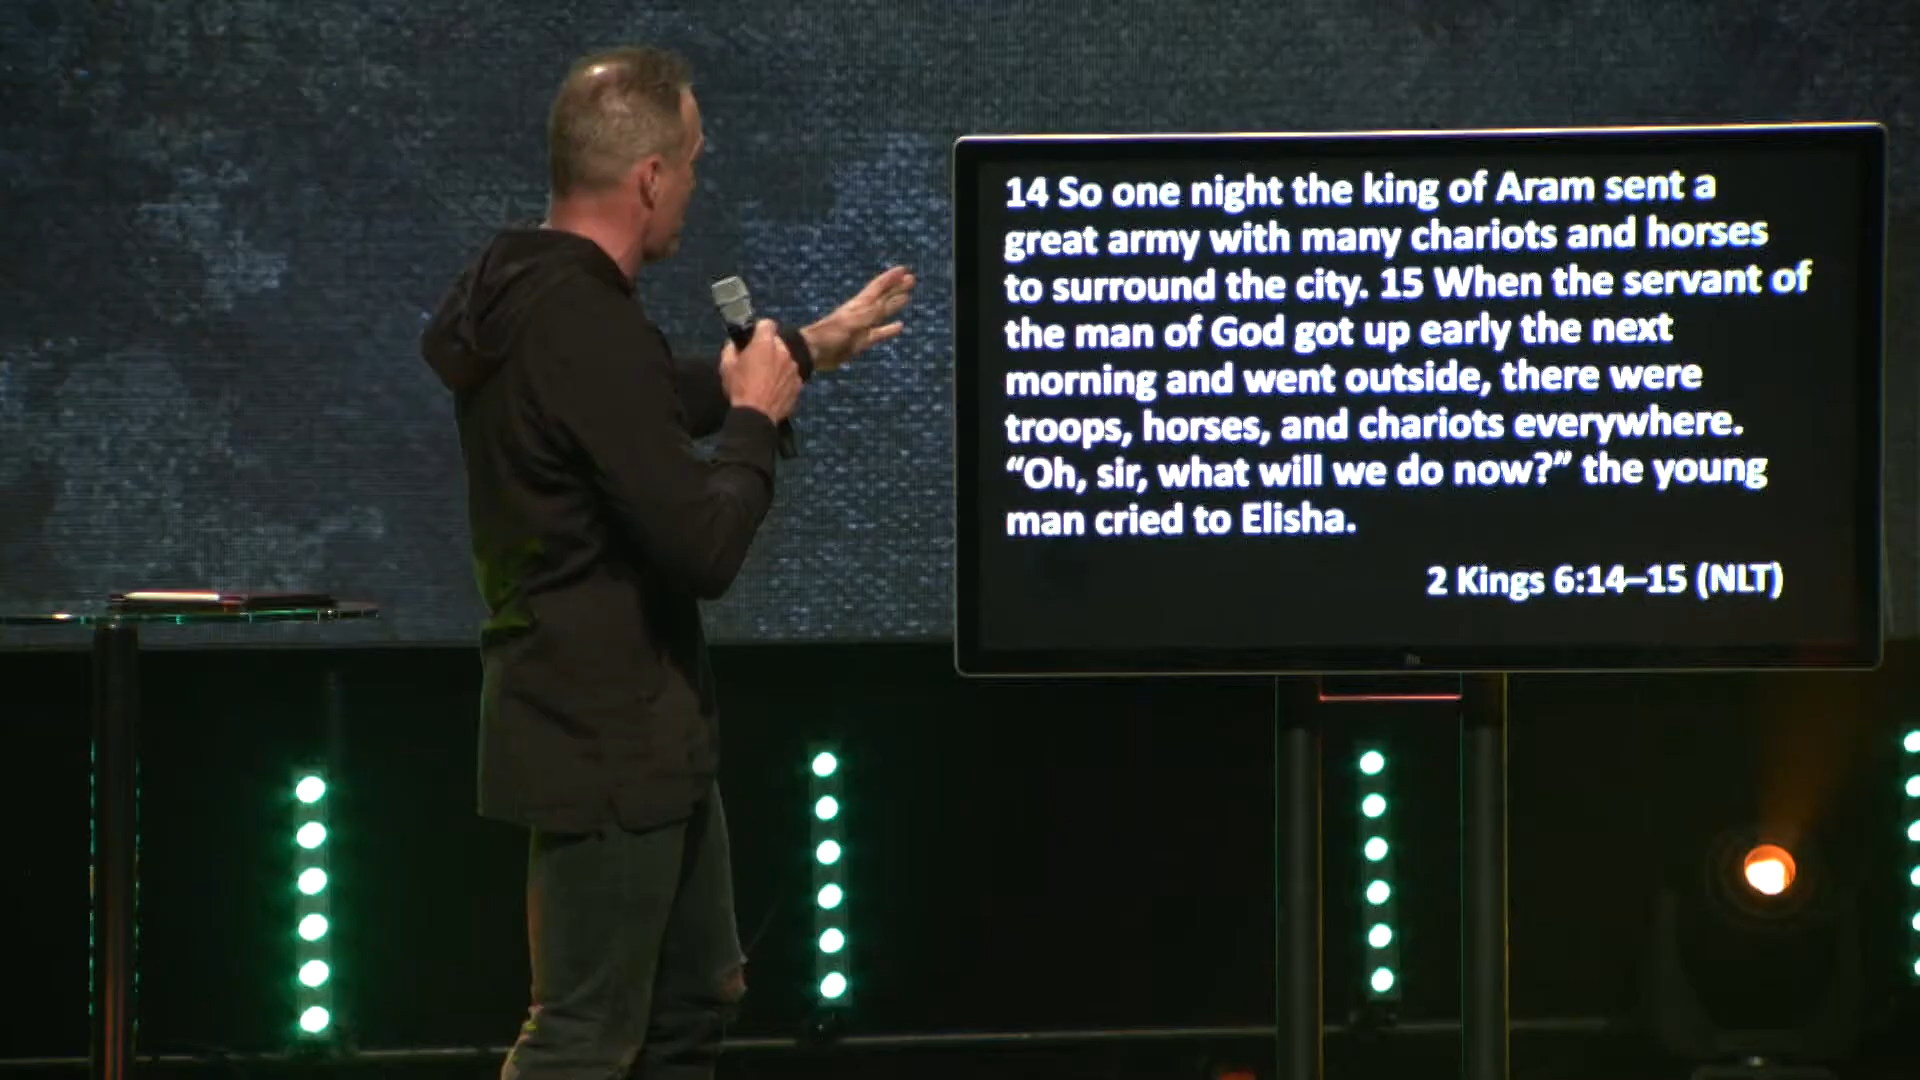 14 So one night the king of Aram sent a
great army with many chariots and horses
to surround the city. 15 When the servant of
the man of God got up early the next
morning and went outside, there were
troops, horses, and chariots everywhere.
“Oh, sir, what will we do now?” the young
man cried to Elisha.
2 Kings 6:14–15 (NLT)